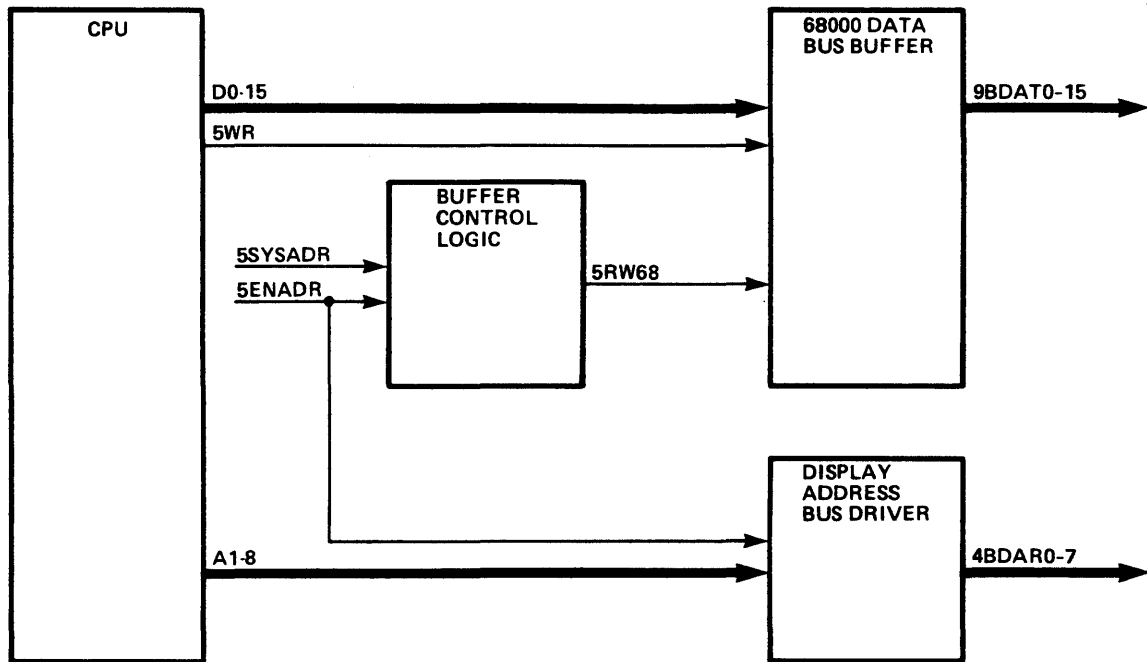 CPU
68000 DATA
BUS BUFFER
D0-15
9BDAT0-15
5WR
BUFFER
CONTROL
LOGIC
5SYSADR
5RW68
5ENADR
DISPLAY
ADDRESS
BUS DRIVER
A1-8
4BDAR0-7